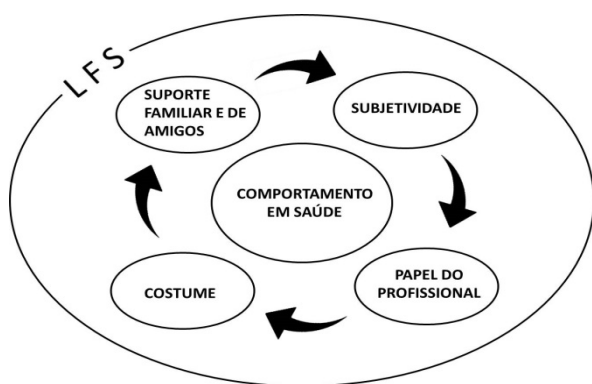 LFS
SUPORTE
FAMILIAR E DE
AMIGOS
SUBJETIVIDADE
COMPORTAMENTO
EM SAÚDE
COSTUME
PAPEL DO
PROFISSIONAL